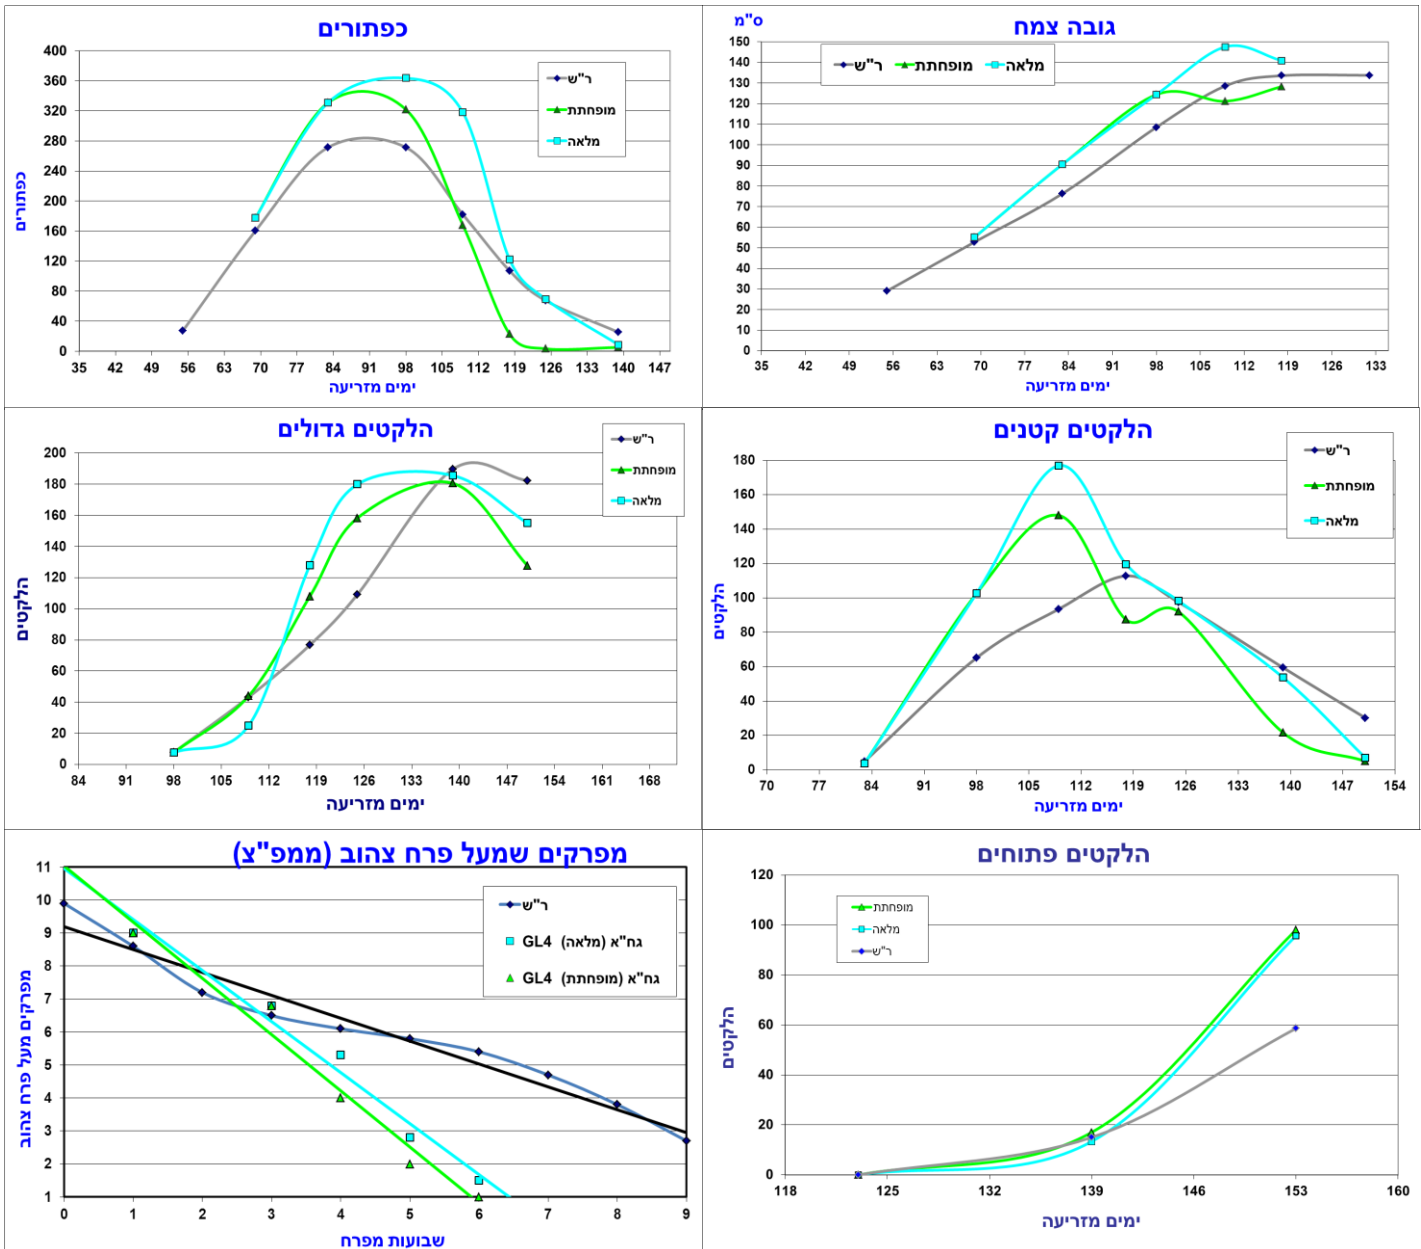 כפתורים
400
360
320
280
240
200
160
120
80
40
0
כפתורים
ר"ש
מופחתת
מלאה
35 42 49 56 63 70 77 84 91 98 105 112 119 126 133 140 147
ימים מזריעה
גובה צמח
ס"מ
150
140
130
120
110
100
90
80
70
60
50
40
30
20
10
0
ר"ש מופחתת מלאה
35 42 49 56 63 70 77 84 91 98 105 112 119 126 133
ימים מזריעה
הלקטים גדולים
200
180
160
140
120
100
80
60
40
20
0
הלקטים
ר"ש
מופחתת
מלאה
84 91 98 105 112 119 126 133 140 147 154 161 168
ימים מזריעה
הלקטים קטנים
180
160
140
120
100
80
60
40
20
0
הלקטים
ר"ש
מופחתת
מלאה
70 77 84 91 98 105 112 119 126 133 140 147 154
ימים מזריעה
מפרקים שמעל פרח צהוב (ממפ"צ)
11
10
9
8
7
6
5
4
3
2
1
מפרקים מעל פרח צהוב
ר"ש
גח"א (מלאה) GL4
גח"א (מופחתת) GL4
0 1 2 3 4 5 6 7 8 9
שבועות מפרח
הלקטים פתוחים
120
100
80
60
40
20
0
הלקטים
מופחתת
מלאה
ר"ש
118 125 132 139 146 153 160
ימים מזריעה